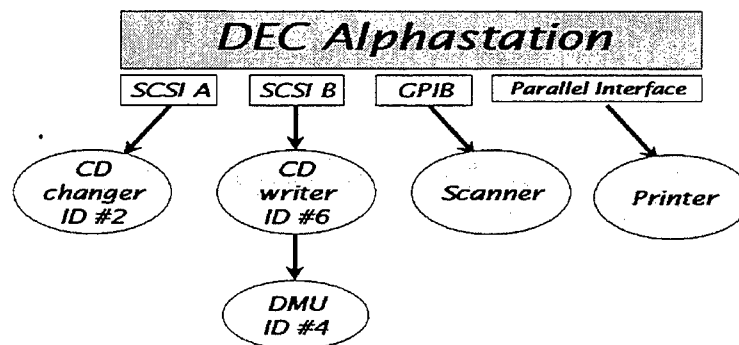 DEC Alphastation
SCSI A
SCSI B
GPIB
Parallel Interface
CD
changer
ID #2
CD
writer
ID #6
Scanner
Printer
DMU
ID #4